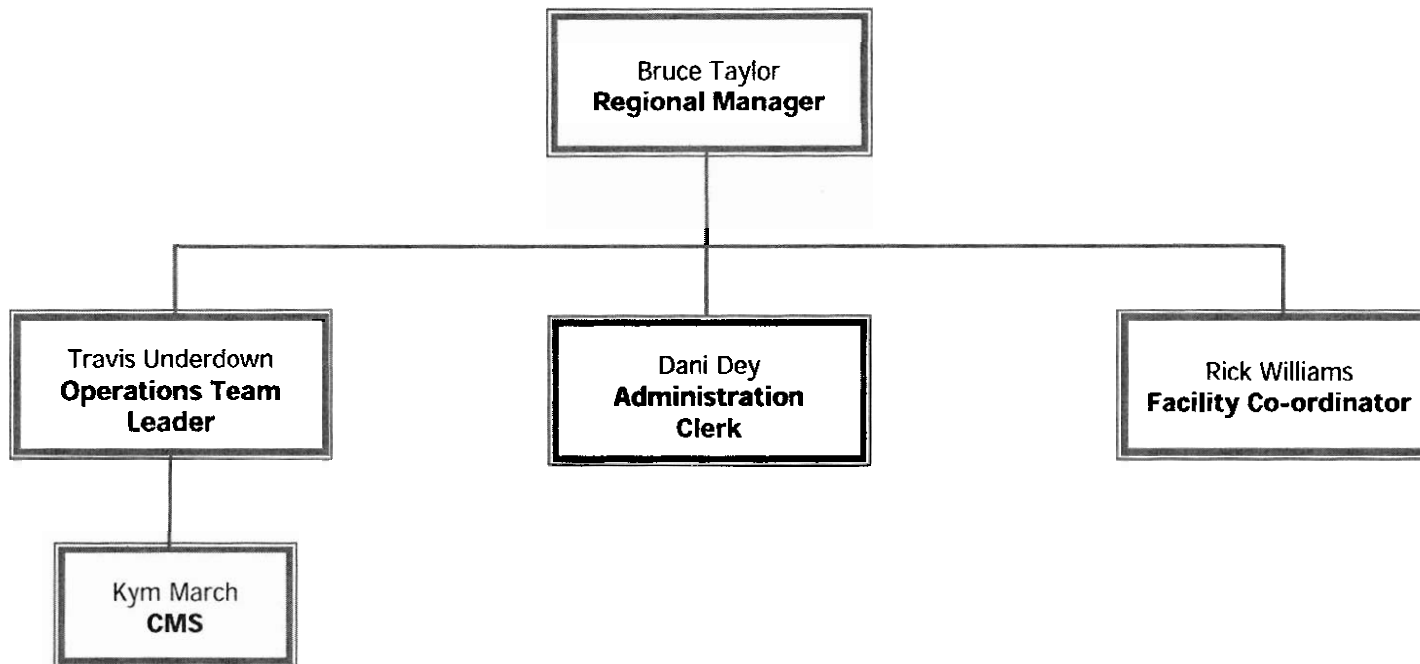 Bruce Taylor
Regional Manager
Travis Underdown
Operations Team
Leader
Dani Dey
Administration
Clerk
Rick Williams
Facility Co-ordinator
Kym March
CMS